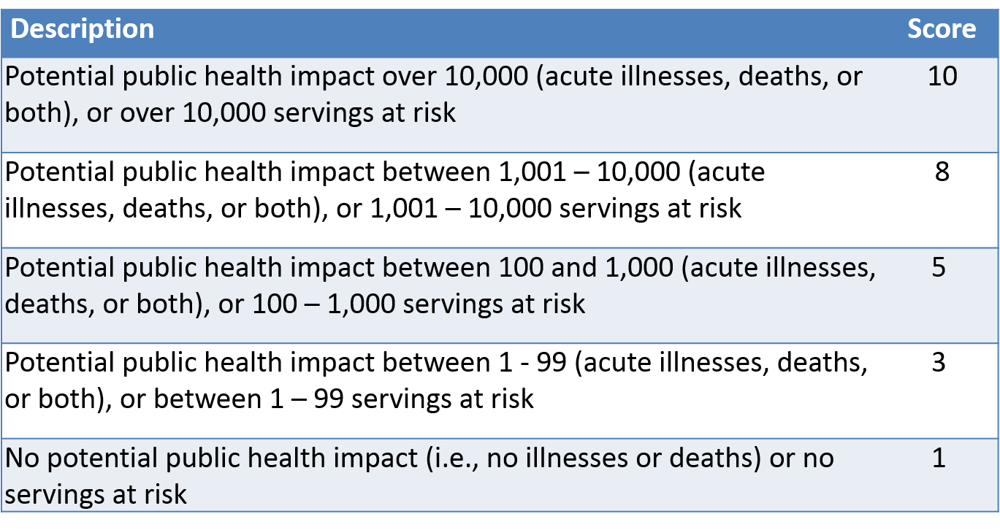 Description Score
Potential public health impact over 10,000 (acute illnesses, deaths, or 10
both), or over 10,000 servings at risk
Potential public health impact between 1,001 – 10,000 (acute 8
illnesses, deaths, or both), or 1,001 – 10,000 servings at risk
Potential public health impact between 100 and 1,000 (acute illnesses, 5
deaths, or both), or 100 – 1,000 servings at risk
Potential public health impact between 1 - 99 (acute illnesses, deaths, 3
or both), or between 1 – 99 servings at risk
No potential public health impact (i.e., no illnesses or deaths) or no 1
servings at risk